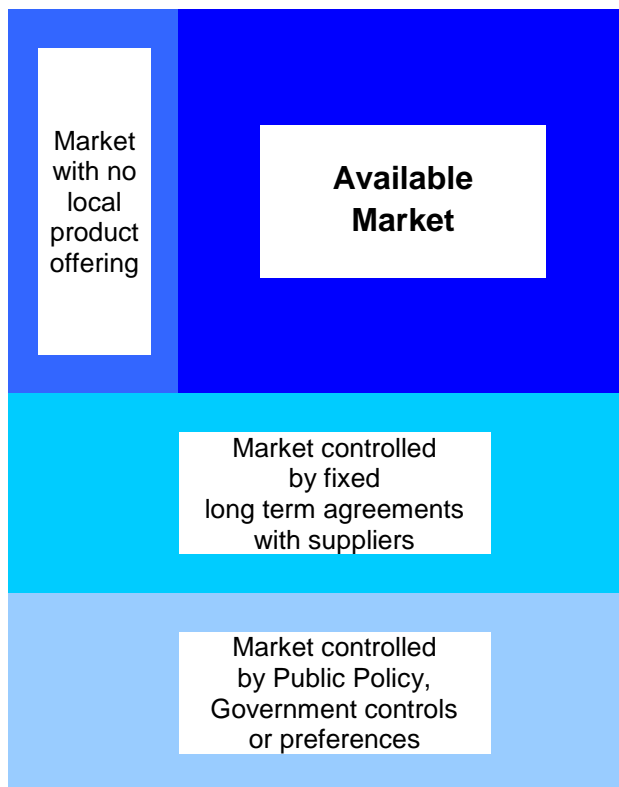 Market
with no
local
product
offering
Available
Market
Market controlled
by fixed
long term agreements
with suppliers
Market controlled
by Public Policy,
Government controls
or preferences